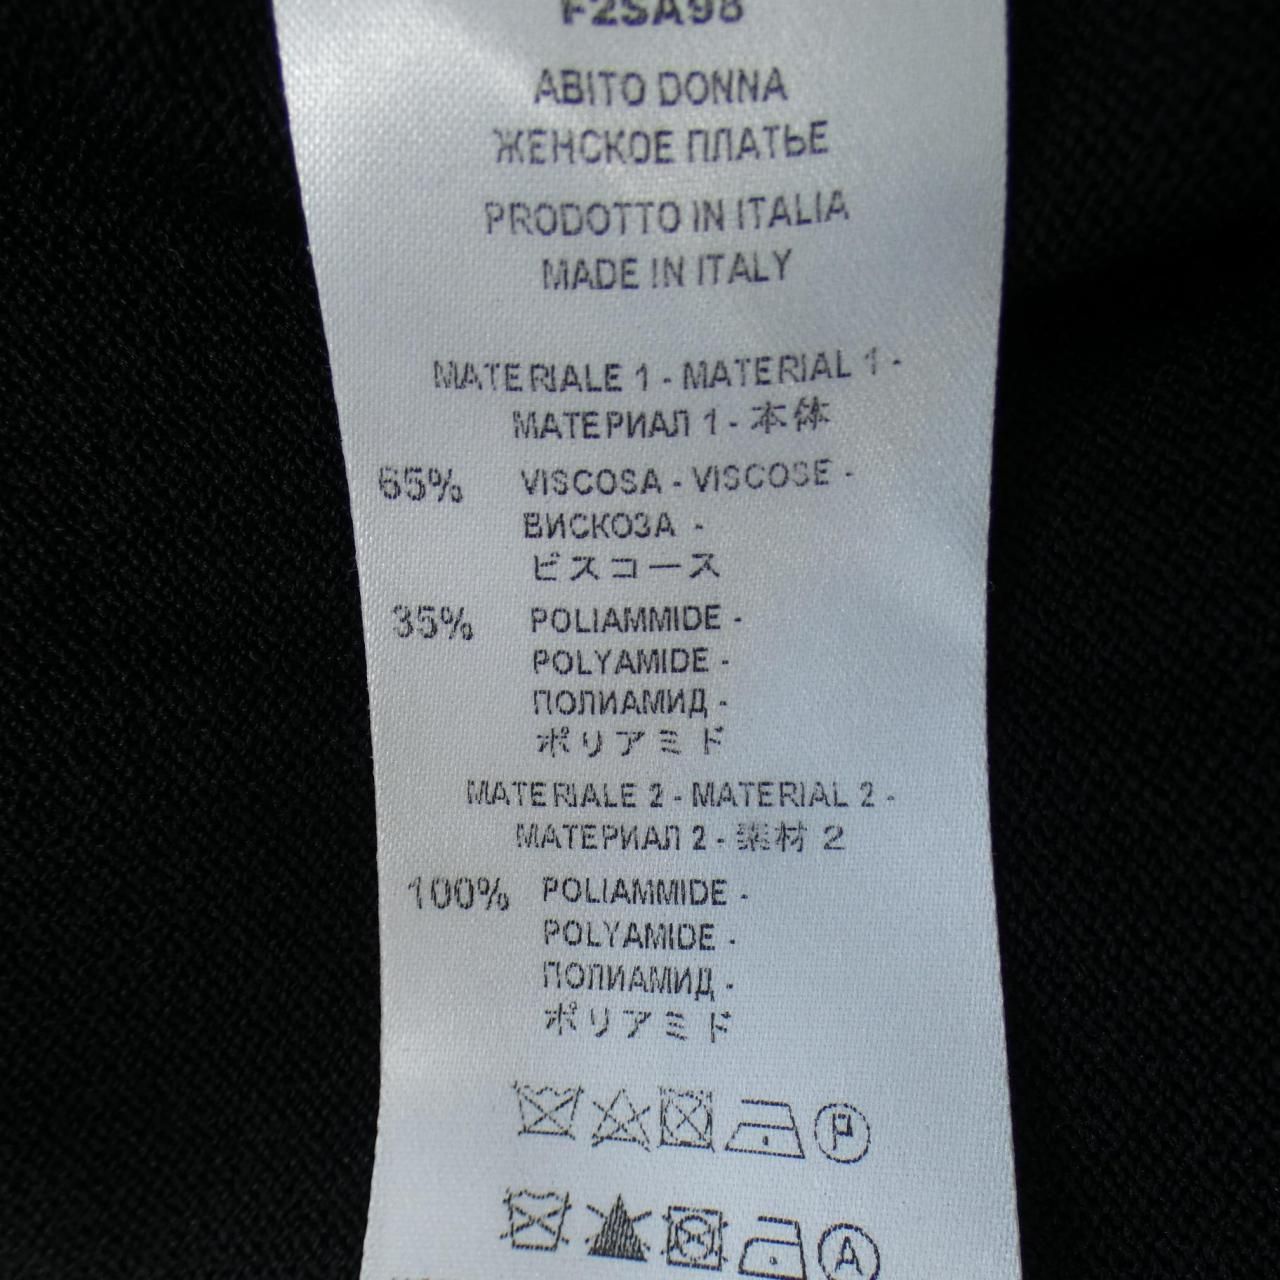 F2SA98
ABITO DONNA
ЖЕНСКОЕ ПЛАТЬЕ
PRODOTTO IN ITALIA
MADE IN ITALY
MATERIALE 1 - MATERIAL 1 -
МАТЕРИАЛ 1 - 本体
65% VISCOSA - VISCOSE -
ВИСКОЗА -
ビスコース
35% POLIAMMIDE -
POLYAMIDE -
ПОЛИАМИД -
ポリアミド
MATERIALE 2 - MATERIAL 2 -
МАТЕРИАЛ 2 - 素材 2
100% POLIAMMIDE -
POLYAMIDE -
ПОЛИАМИД -
ポリアミド
P
A